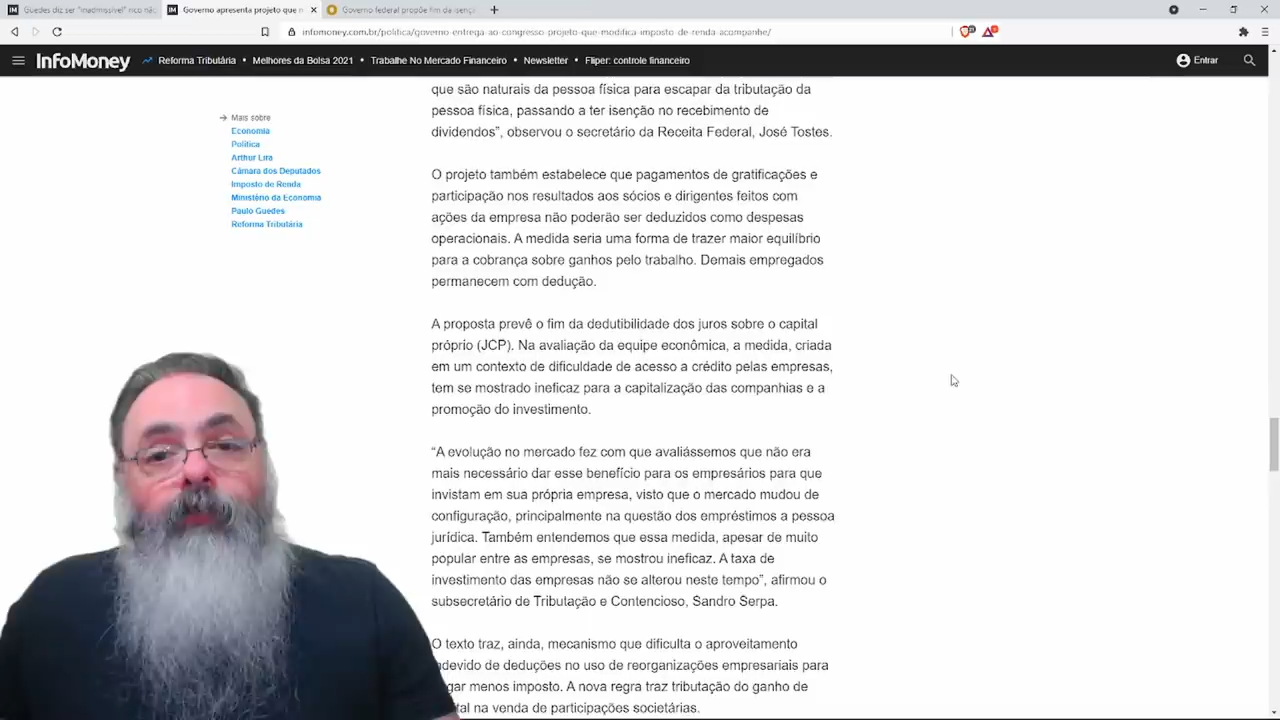 Guedes diz ser "inadmissível" rico não
Governo apresenta projeto que
Governo federal propõe fim da isenç
infomoney.com.br/politica/governo-entrega-ao-congresso-projeto-que-modifica-imposto-de-renda-acompanhe/
InfoMoney
Reforma Tributária • Melhores da Bolsa 2021 • Trabalhe No Mercado Financeiro • Newsletter • Fliper: controle financeiro
Entrar
Mais sobre
Economia
Política
Arthur Lira
Câmara dos Deputados
Imposto de Renda
Ministério da Economia
Paulo Guedes
Reforma Tributária
que são naturais da pessoa física para escapar da tributação da
pessoa física, passando a ter isenção no recebimento de
dividendos”, observou o secretário da Receita Federal, José Tostes.
O projeto também estabelece que pagamentos de gratificações e
participação nos resultados aos sócios e dirigentes feitos com
ações da empresa não poderão ser deduzidos como despesas
operacionais. A medida seria uma forma de trazer maior equilíbrio
para a cobrança sobre ganhos pelo trabalho. Demais empregados
permanecem com dedução.
A proposta prevê o fim da dedutibilidade dos juros sobre o capital
próprio (JCP). Na avaliação da equipe econômica, a medida, criada
em um contexto de dificuldade de acesso a crédito pelas empresas,
tem se mostrado ineficaz para a capitalização das companhias e a
promoção do investimento.
“A evolução no mercado fez com que avaliássemos que não era
mais necessário dar esse benefício para os empresários para que
invistam em sua própria empresa, visto que o mercado mudou de
configuração, principalmente na questão dos empréstimos a pessoa
jurídica. Também entendemos que essa medida, apesar de muito
popular entre as empresas, se mostrou ineficaz. A taxa de
investimento das empresas não se alterou neste tempo”, afirmou o
subsecretário de Tributação e Contencioso, Sandro Serpa.
O texto traz, ainda, mecanismo que dificulta o aproveitamento
ndevido de deduções no uso de reorganizações empresariais para
gar menos imposto. A nova regra traz tributação do ganho de
ital na venda de participações societárias.